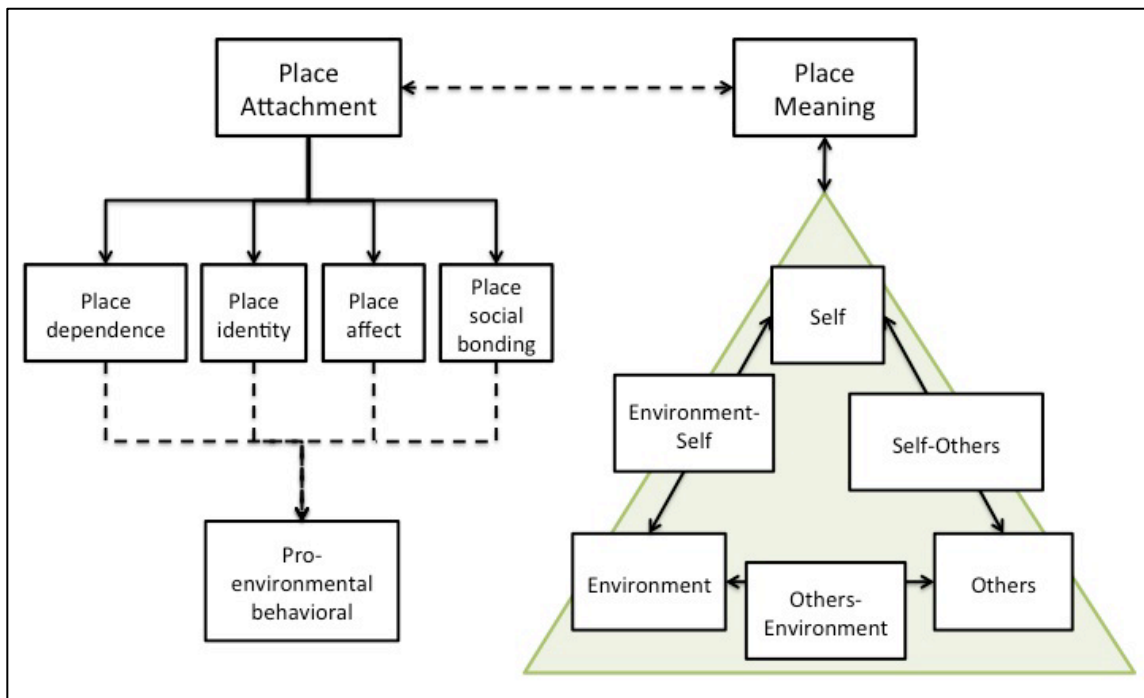 Place
Attachment
Place
Meaning
Place
dependence
Place
identity
Place
affect
Place
social
bonding
Pro-
environmental
behavioral
Self
Environment-
Self
Self-Others
Environment
Others-
Environment
Others